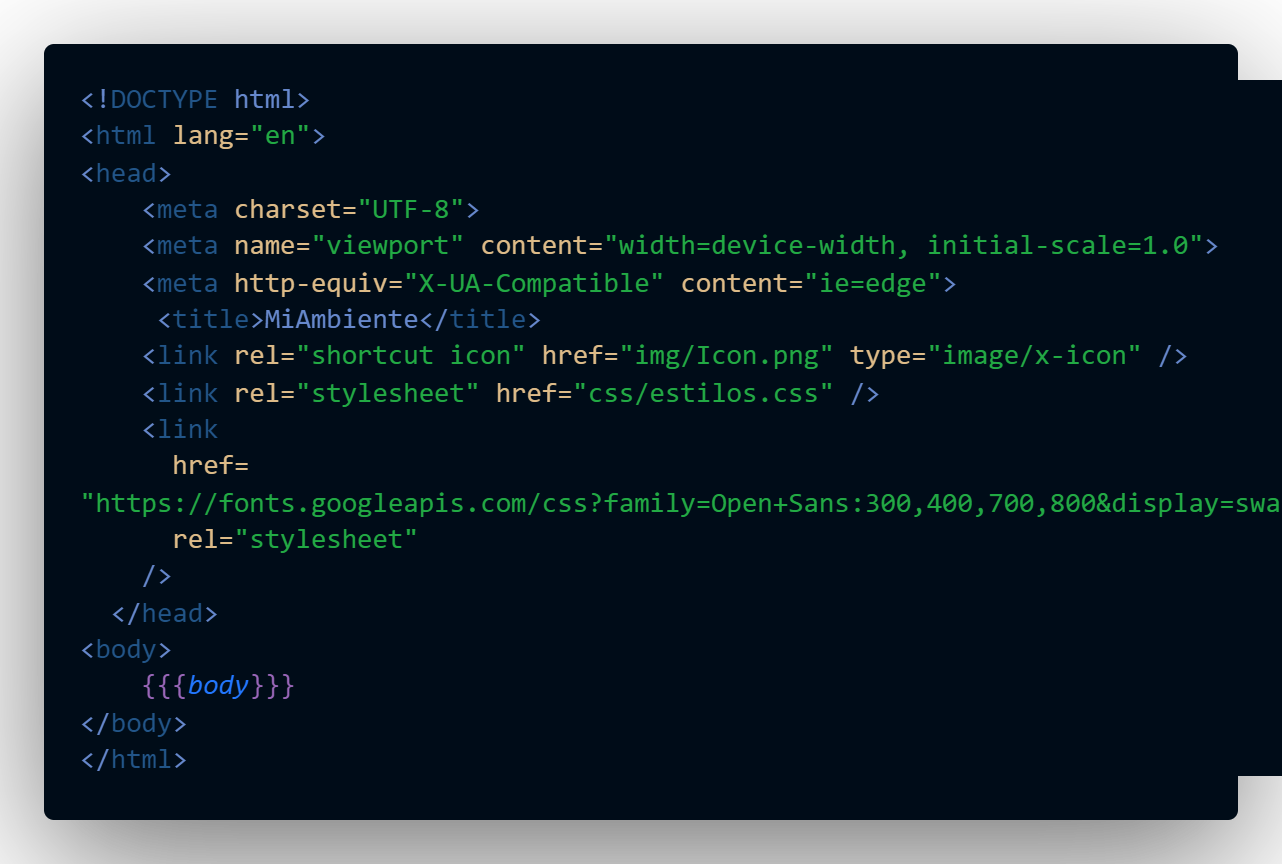 <!DOCTYPE html>
<html lang="en">
<head>
    <meta charset="UTF-8">
    <meta name="viewport" content="width=device-width, initial-scale=1.0">
    <meta http-equiv="X-UA-Compatible" content="ie=edge">
     <title>MiAmbiente</title>
    <link rel="shortcut icon" href="img/Icon.png" type="image/x-icon" />
    <link rel="stylesheet" href="css/estilos.css" />
    <link
      href=
"https://fonts.googleapis.com/css?family=Open+Sans:300,400,700,800&display=swa
      rel="stylesheet"
    />
  </head>
<body>
    {{{body}}}
</body>
</html>